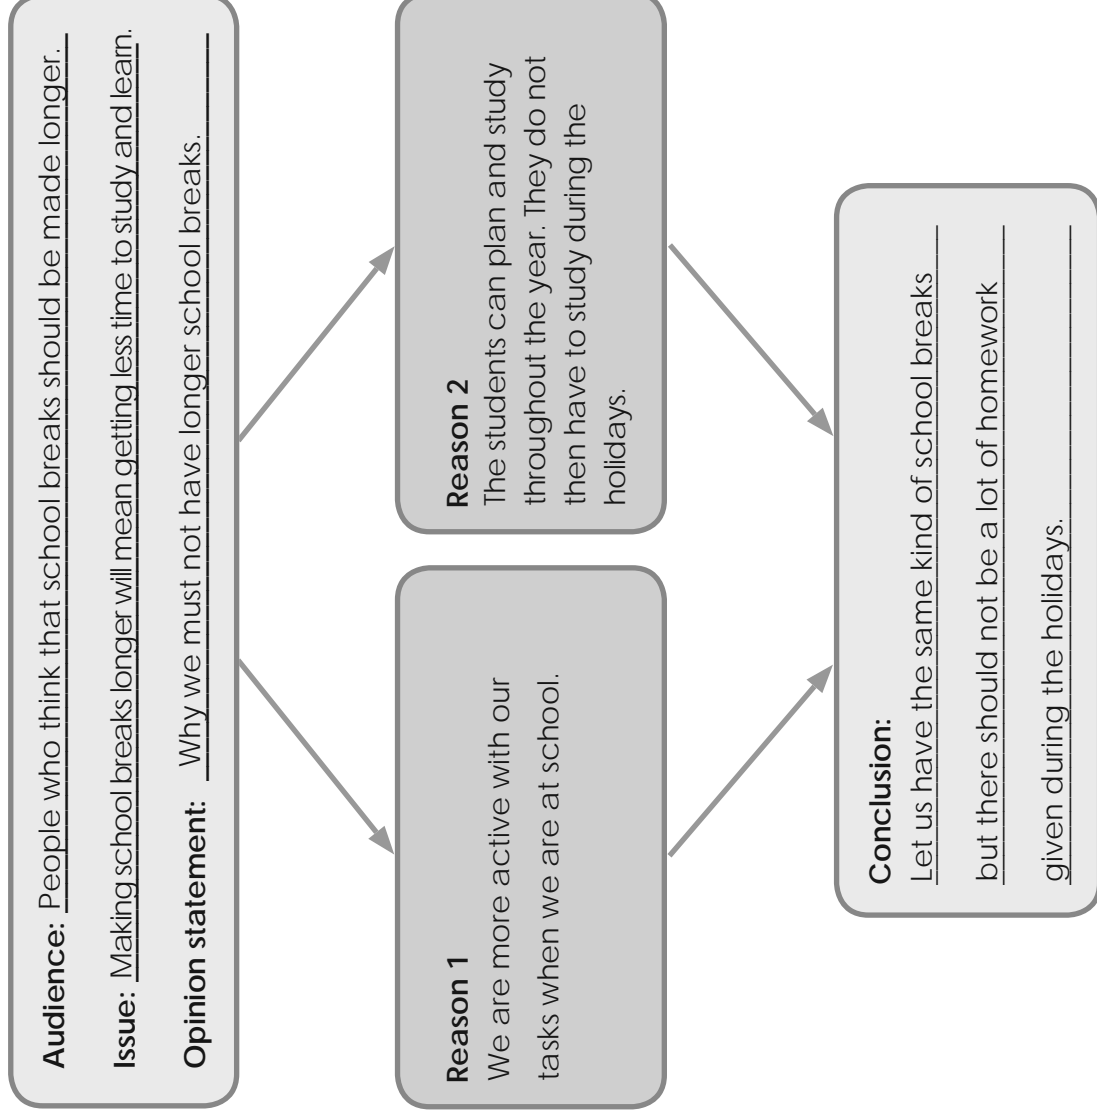 Audience: People who think that school breaks should be made longer.
Issue: Making school breaks longer will mean getting less time to study and learn.
Opinion statement: Why we must not have longer school breaks.
Reason 1
We are more active with our
tasks when we are at school.
Reason 2
The students can plan and study
throughout the year. They do not
then have to study during the
holidays.
Conclusion:
Let us have the same kind of school breaks
but there should not be a lot of homework
given during the holidays.